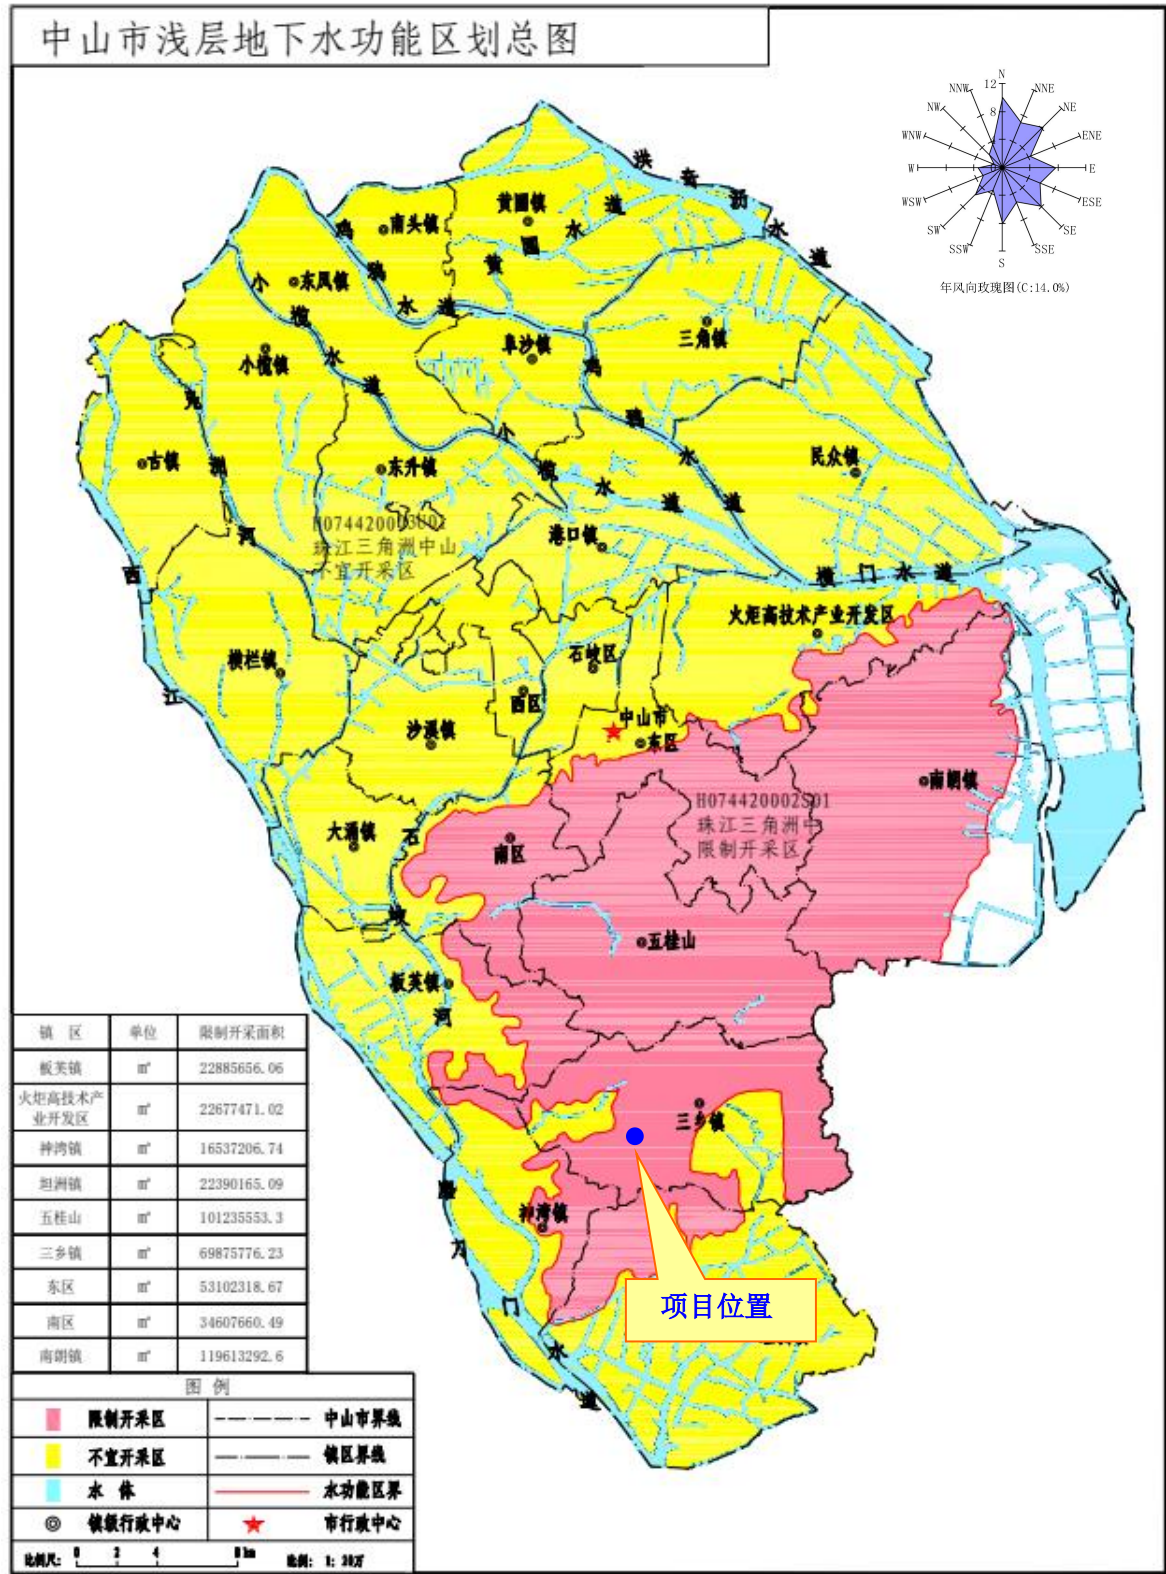 中山市浅层地下水功能区划总图
N
NNE
NE
ENE
E
ESE
SE
SSE
S
SSW
SW
WSW
W
WNW
NW
NNW
12
8
年风向玫瑰图(C:14.0%)
洪奇沥水道
黄圃镇
南头镇
黄圃水道
鸡鸦水道
东凤镇
小榄水道
三角镇
阜沙镇
小榄镇
鸡鸦水道
凫洲河
古镇
东升镇
小榄水道
民众镇
H074420003U01
珠江三角洲中山
不宜开采区
港口镇
西江
横门水道
火炬高技术产业开发区
石岐区
横栏镇
西区
中山市
沙溪镇
东区
南朗镇
H074420002S01
珠江三角洲中
限制开采区
大涌镇
石岐河
南区
五桂山
板芙镇
三乡镇
神湾镇
磨刀门水道
项目位置
镇 区 单位 限制开采面积
板芙镇 m² 22885656.06
火炬高技术产业开发区 m² 22677471.02
神湾镇 m² 16537206.74
坦洲镇 m² 22390165.09
五桂山 m² 101235553.3
三乡镇 m² 69875776.23
东区 m² 53102318.67
南区 m² 34607660.49
南朗镇 m² 119613292.6
图 例
限制开采区 中山市界线
不宜开采区 镇区界线
水 体 水功能区界
镇级行政中心 市行政中心
比例尺: 0 2 4 8 km 比例: 1: 20万